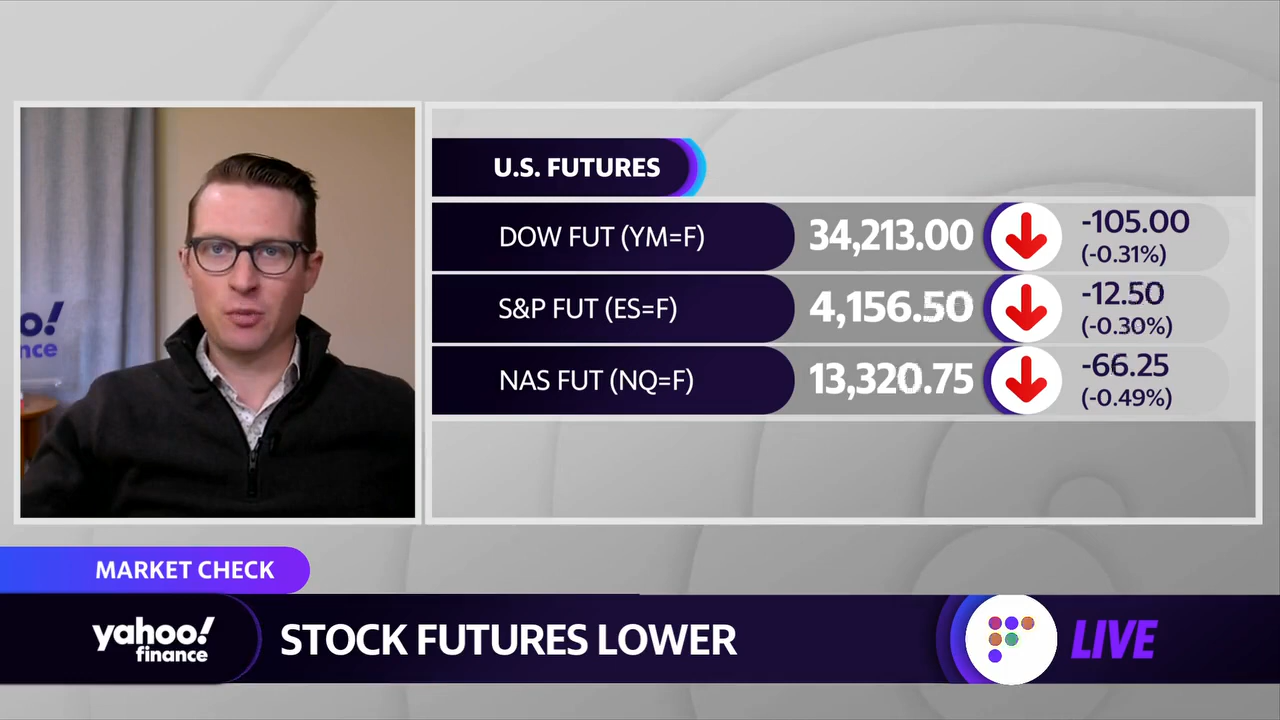 o!
nce
U.S. FUTURES
DOW FUT (YM=F) 34,213.00 -105.00
(-0.31%)
S&P FUT (ES=F) 4,156.50 -12.50
(-0.30%)
NAS FUT (NQ=F) 13,320.75 -66.25
(-0.49%)
MARKET CHECK
yahoo!
finance
STOCK FUTURES LOWER
LIVE